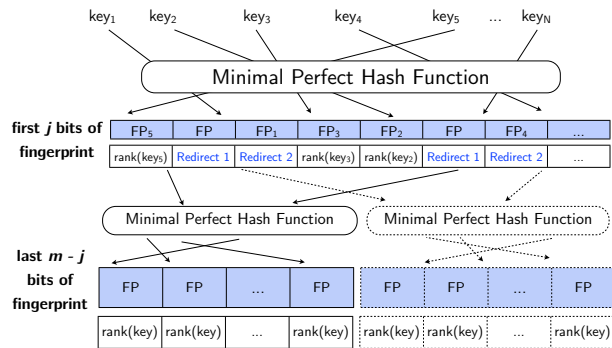 key1 key2 key3 key4 key5 ... keyN
Minimal Perfect Hash Function
first j bits of
fingerprint
FP5 FP FP1 FP3 FP2 FP FP4 ...
rank(key5) Redirect 1 Redirect 2 rank(key3) rank(key2) Redirect 1 Redirect 2 ...
Minimal Perfect Hash Function Minimal Perfect Hash Function
last m - j
bits of
fingerprint
FP FP ... FP FP FP ... FP
rank(key) rank(key) ... rank(key) rank(key) rank(key) ... rank(key)